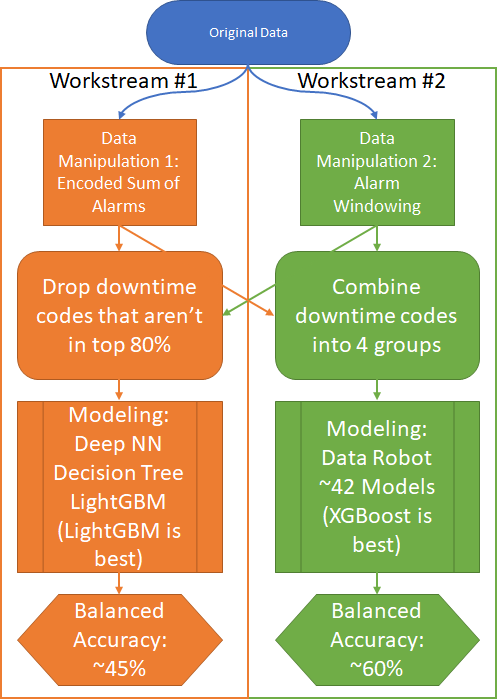 Original Data
Workstream #1
Workstream #2
Data
Manipulation 1:
Encoded Sum of
Alarms
Data
Manipulation 2:
Alarm
Windowing
Drop downtime
codes that aren't
in top 80%
Combine
downtime codes
into 4 groups
Modeling:
Deep NN
Decision Tree
LightGBM
(LightGBM is
best)
Modeling:
Data Robot
~42 Models
(XGBoost is
best)
Balanced
Accuracy:
~45%
Balanced
Accuracy:
~60%